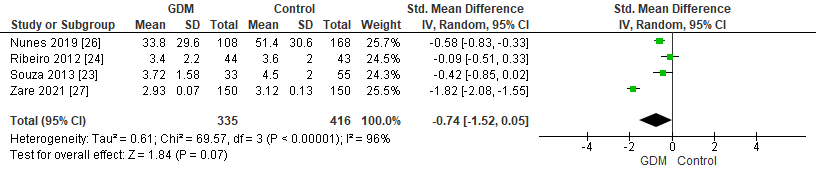 GDM Control Std. Mean Difference Std. Mean Difference
Study or Subgroup Mean SD Total Mean SD Total Weight IV, Random, 95% CI IV, Random, 95% CI
Nunes 2019 [26] 33.8 29.6 108 51.4 30.6 168 25.7% -0.58 [-0.83, -0.33]
Ribeiro 2012 [24] 3.4 2.2 44 3.6 2 43 24.8% -0.09 [-0.51, 0.33]
Souza 2013 [23] 3.72 1.58 33 4.5 2 55 24.3% -0.42 [-0.85, 0.02]
Zare 2021 [27] 2.93 0.07 150 3.12 0.13 150 25.2% -1.82 [-2.08, -1.55]
Total (95% CI) 335 416 100.0% -0.74 [-1.52, 0.05]
Heterogeneity: Tau² = 0.61; Chi² = 69.57, df = 3 (P < 0.00001); I² = 96%
Test for overall effect: Z = 1.84 (P = 0.07)
-4 -2 0 2 4
GDM Control